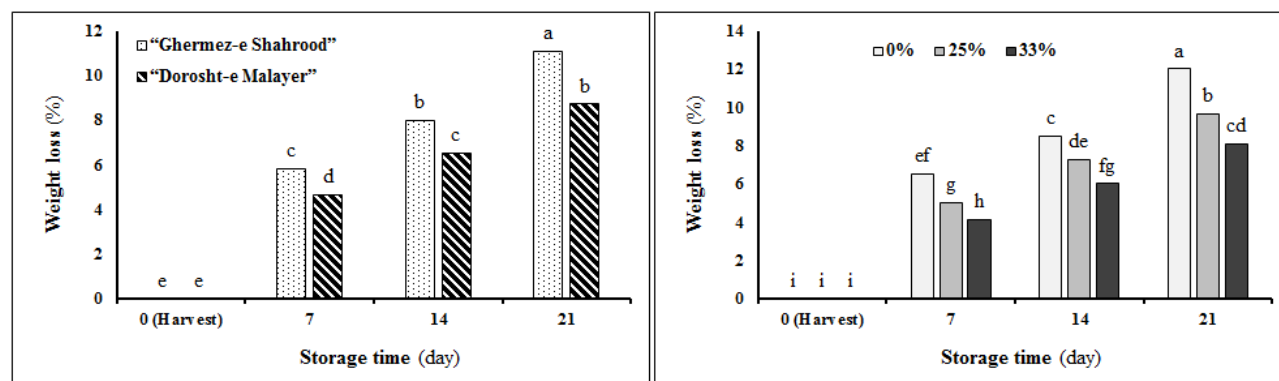 12
10
8
6
4
2
0
Weight loss (%)
“Ghermez-e Shahrood”
“Dorosht-e Malayer”
e e
c d
b c
a b
0 (Harvest) 7 14 21
Storage time (day)
14
12
10
8
6
4
2
0
Weight loss (%)
0% 25% 33%
i i i
ef g h
c de fg
a b cd
0 (Harvest) 7 14 21
Storage time (day)